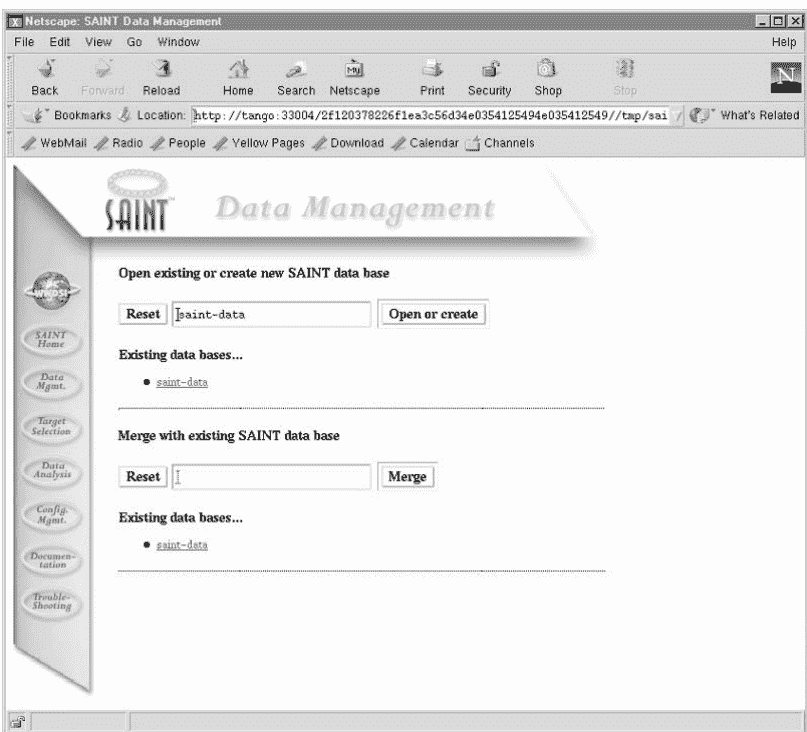 Netscape: SAINT Data Management
File Edit View Go Window Help
My
N
Back Forward Reload Home Search Netscape Print Security Shop Stop
Bookmarks Location: http://tango:33004/2f120378226f1ea3c56d34e0354125494e035412549//tmp/sai What's Related
WebMail Radio People Yellow Pages Download Calendar Channels
SAINT™ Data Management
Open existing or create new SAINT data base
Reset saint-data Open or create
Existing data bases...
saint-data
Merge with existing SAINT data base
Reset Merge
Existing data bases...
saint-data
WWDSI
SAINT
Home
Data
Mgmt.
Target
Selection
Data
Analysis
Config.
Mgmt.
Documen-
tation
Trouble-
Shooting